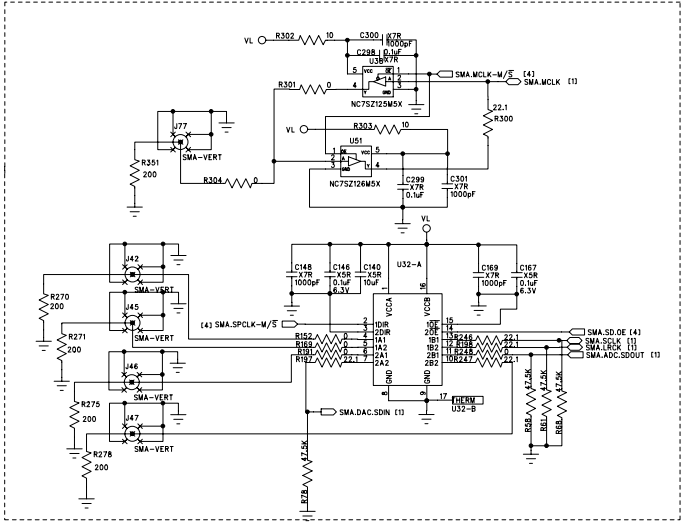 R302 10 C300 X7R
VL 1000pF
C298 0.1uF
X7R
U38
5 VCC OE 1
A 2
4 Y GND 3
SMA.MCLK-M/S [4]
SMA.MCLK [1]
R301 0
NC7SZ125M5X
22.1
R300
VL R303 10
J77
SMA-VERT
U51
1 OE VCC 5
2 A
3 GND Y 4
NC7SZ126M5X
R351
200
R304 0
C299
X7R
0.1uF
C301
X7R
1000pF
VL
J42
SMA-VERT
C148
X7R
1000pF
C146
X5R
0.1uF
6.3V
C140
X5R
10uF
U32-A
C169
X7R
1000pF
C167
X5R
0.1uF
6.3V
1 16
VCCA VCCB
R270
200
J45
SMA-VERT
[4] SMA.SPCLK-M/S
2 1DIR 1OE 15
3 2DIR 2OE 14
SMA.SD.OE [4]
R152 0 4 1A1 1B1 13 R246 22.1
SMA.SCLK [1]
R169 0 5 1A2 1B2 12 R198 22.1
SMA.LRCK [1]
R191 0 6 2A1 2B1 11 R248 0
SMA.ADC.SDOUT [1]
R197 22.1 7 2A2 2B2 10 R247 22.1
R271
200
J46
SMA-VERT
GND GND
8 9
17 THERM
U32-B
R275
200
J47
SMA-VERT
SMA.DAC.SDIN [1]
47.5K
R58
47.5K
R61
47.5K
R68
R278
200
47.5K
R78